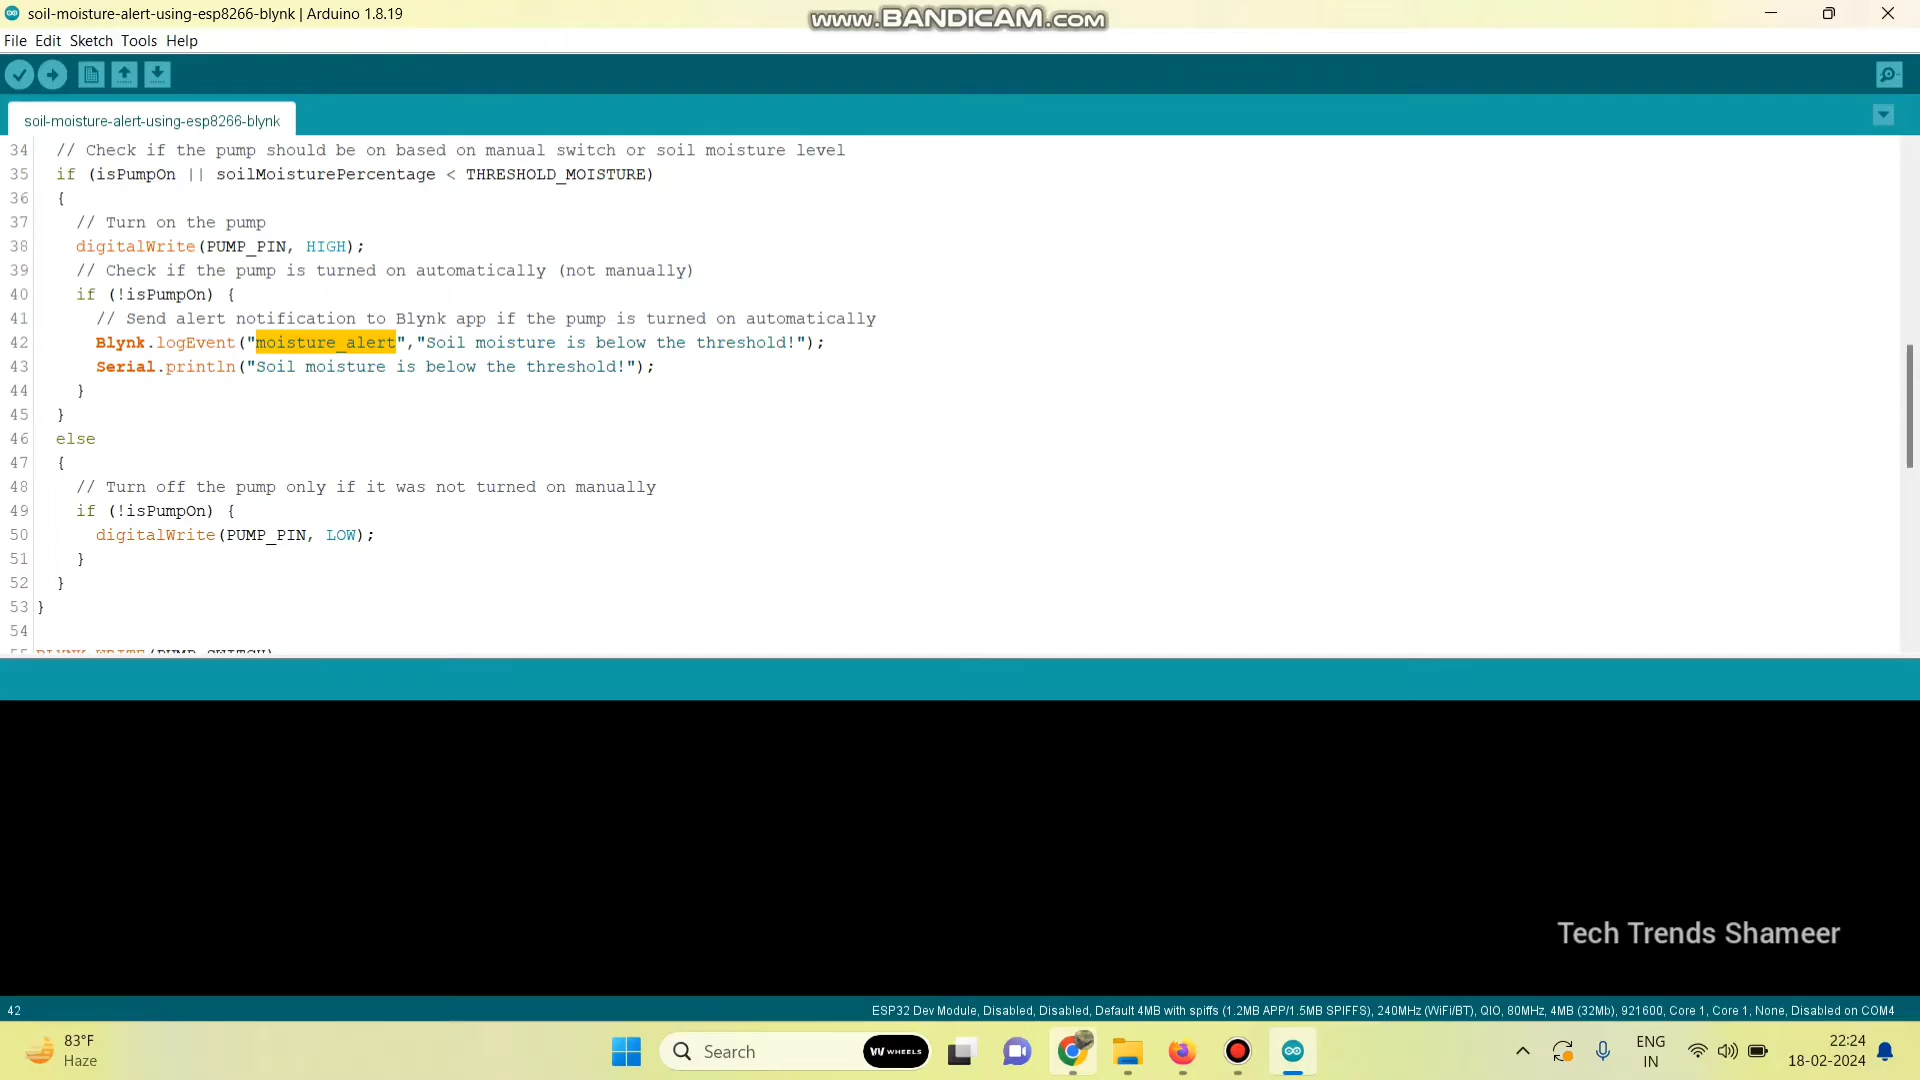 soil-moisture-alert-using-esp8266-blynk | Arduino 1.8.19
www.BANDICAM.com
File Edit Sketch Tools Help
soil-moisture-alert-using-esp8266-blynk
34 // Check if the pump should be on based on manual switch or soil moisture level
35 if (isPumpOn || soilMoisturePercentage < THRESHOLD_MOISTURE)
36 {
37 // Turn on the pump
38 digitalWrite(PUMP_PIN, HIGH);
39 // Check if the pump is turned on automatically (not manually)
40 if (!isPumpOn) {
41 // Send alert notification to Blynk app if the pump is turned on automatically
42 Blynk.logEvent("moisture_alert","Soil moisture is below the threshold!");
43 Serial.println("Soil moisture is below the threshold!");
44 }
45 }
46 else
47 {
48 // Turn off the pump only if it was not turned on manually
49 if (!isPumpOn) {
50 digitalWrite(PUMP_PIN, LOW);
51 }
52 }
53 }
54
55 BLYNK_WRITE(PUMP_SWITCH)
Tech Trends Shameer
42
ESP32 Dev Module, Disabled, Disabled, Default 4MB with spiffs (1.2MB APP/1.5MB SPIFFS), 240MHz (WiFi/BT), QIO, 80MHz, 4MB (32Mb), 921600, Core 1, Core 1, None, Disabled on COM4
83°F
Haze
Search
WHEELS
ENG
IN
22:24
18-02-2024